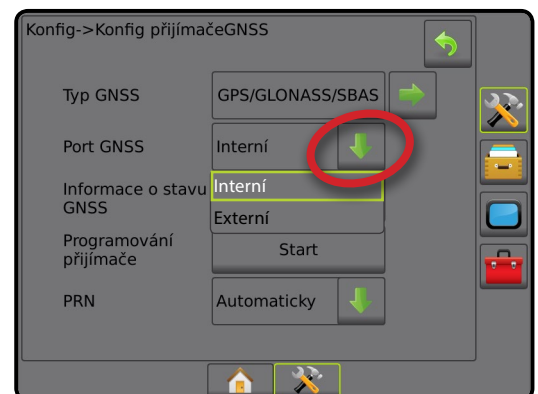 Konfig->Konfig přijímačeGNSS
Typ GNSS GPS/GLONASS/SBAS
Port GNSS Interní
Interní
Externí
Informace o stavu
GNSS
Programování
přijímače Start
PRN Automaticky